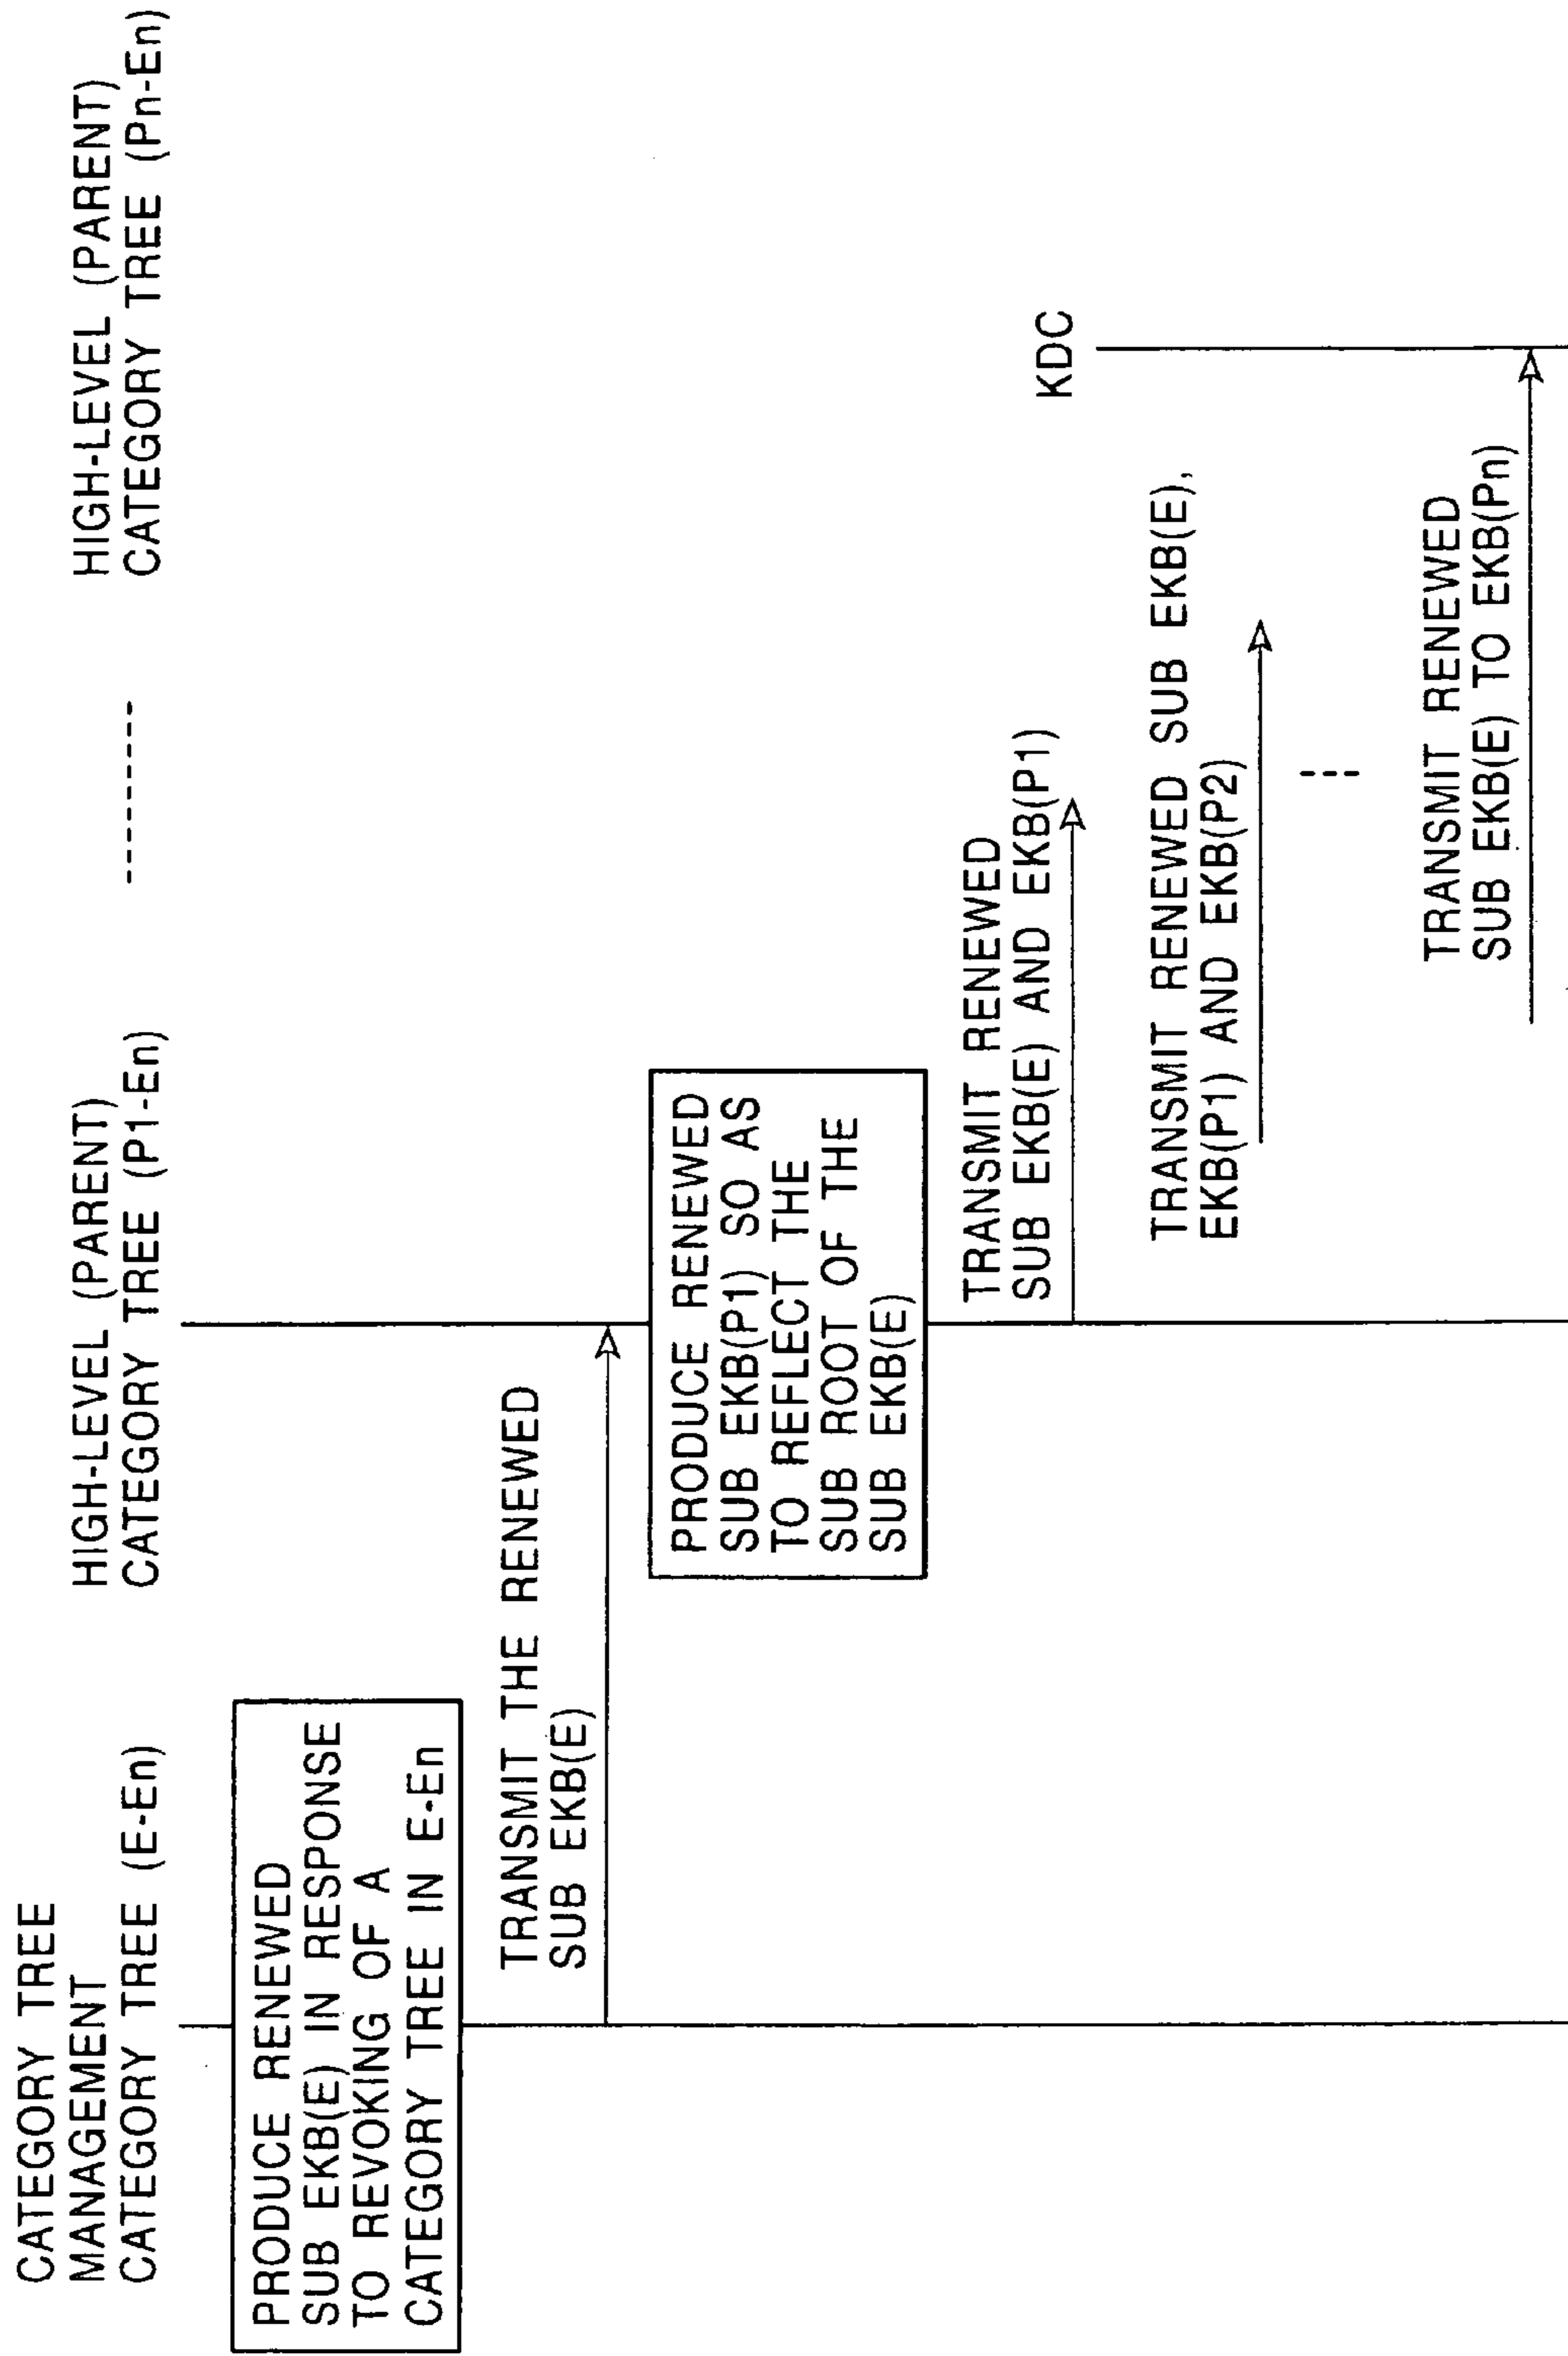 CATEGORY TREE
MANAGEMENT
CATEGORY TREE (E-En)
HIGH-LEVEL (PARENT)
CATEGORY TREE (P1-En)
HIGH-LEVEL (PARENT)
CATEGORY TREE (Pn-En)
PRODUCE RENEWED
SUB EKB(E) IN RESPONSE
TO REVOKING OF A
CATEGORY TREE IN E-En
TRANSMIT THE RENEWED
SUB EKB(E)
PRODUCE RENEWED
SUB EKB(P1) SO AS
TO REFLECT THE
SUB ROOT OF THE
SUB EKB(E)
TRANSMIT RENEWED
SUB EKB(E) AND EKB(P1)
KDC
TRANSMIT RENEWED SUB EKB(E),
EKB(P1) AND EKB(P2)
TRANSMIT RENEWED
SUB EKB(E) TO EKB(Pn)